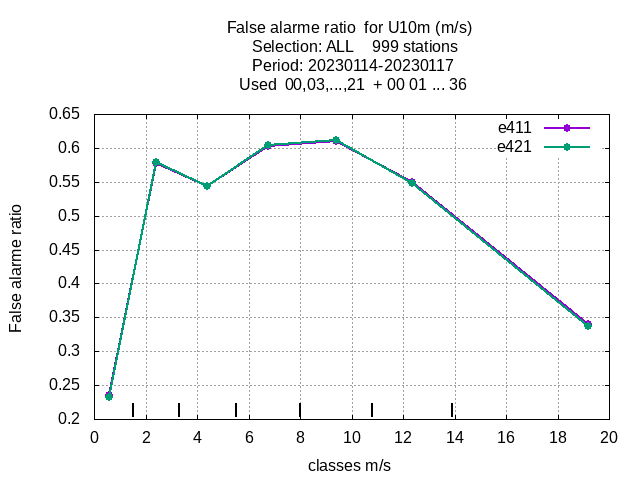 False alarme ratio  for U10m (m/s)
Selection: ALL    999 stations
Period: 20230114-20230117
Used  00,03,...,21  + 00 01 ... 36
e411
e421
False alarme ratio
0.65
0.6
0.55
0.5
0.45
0.4
0.35
0.3
0.25
0.2
0 2 4 6 8 10 12 14 16 18 20
classes m/s